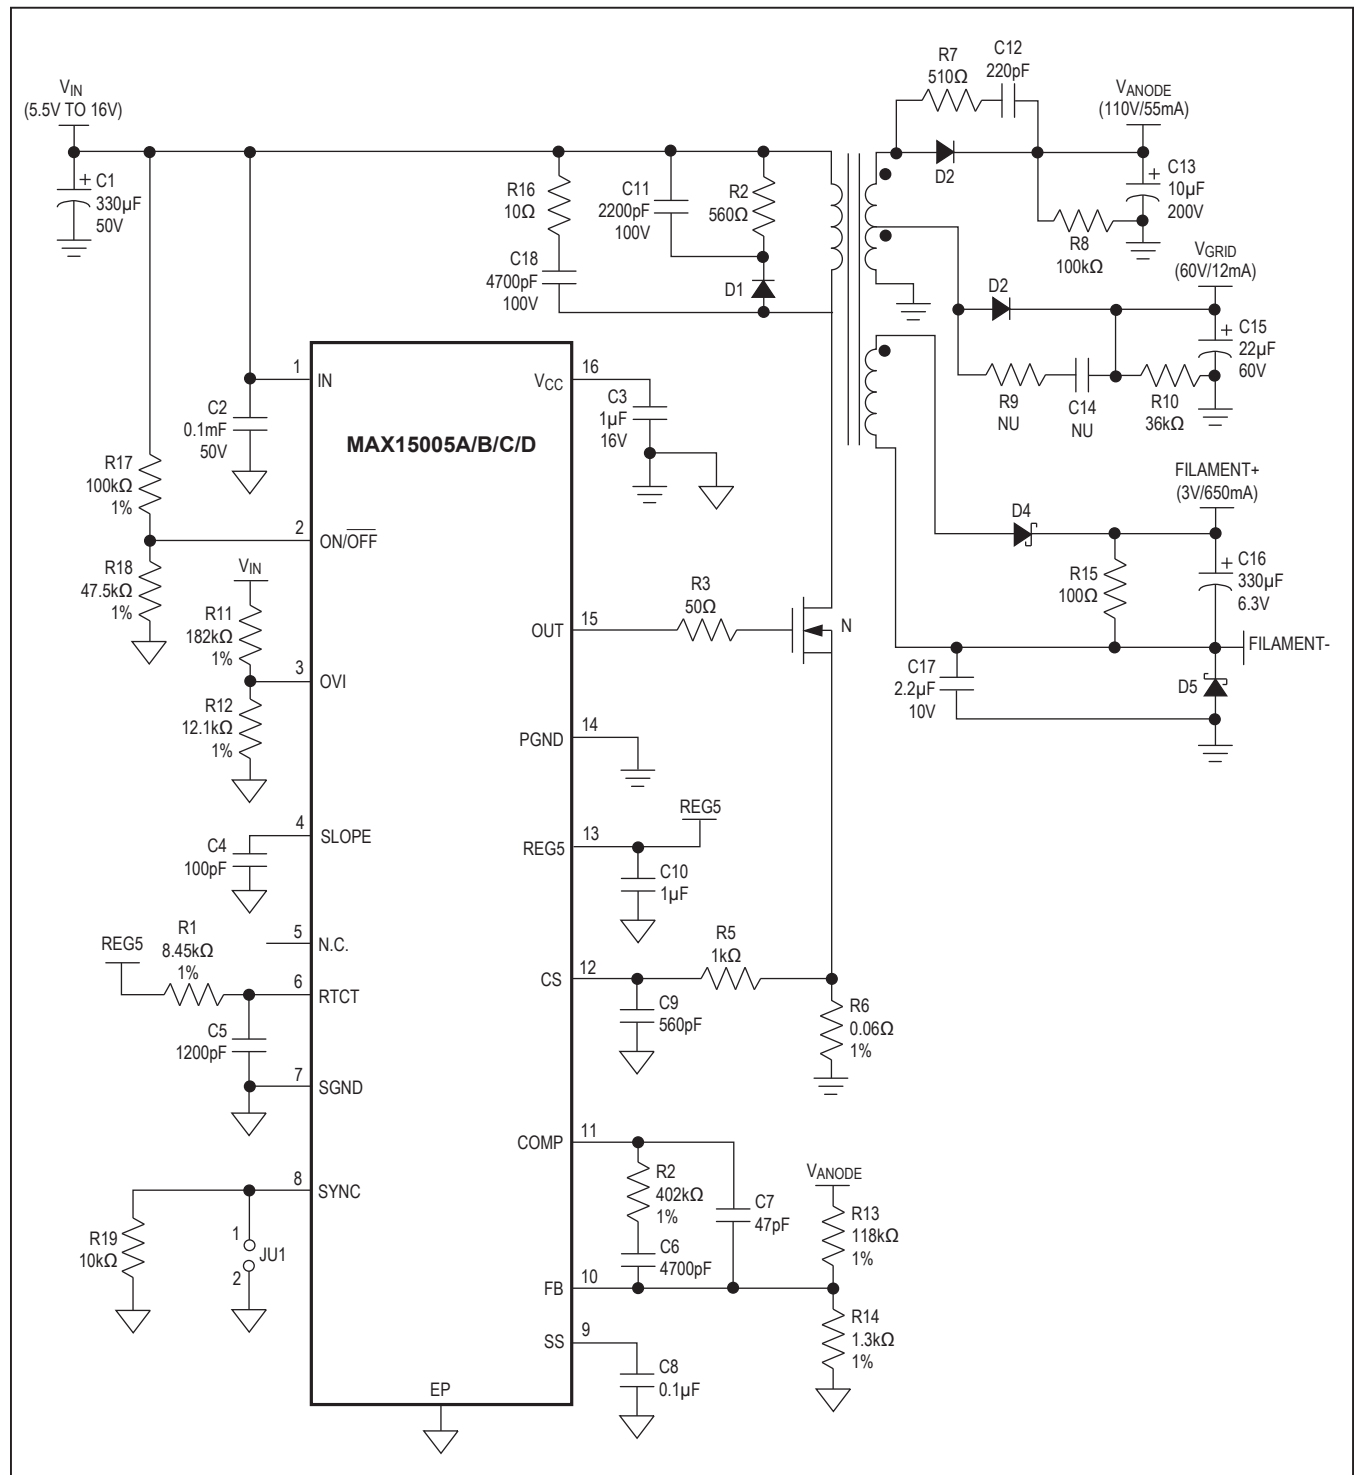 V_IN
(5.5V TO 16V)
C1
330µF
50V
R16
10Ω
C18
4700pF
100V
C11
2200pF
100V
R2
560Ω
D1
R7
510Ω
C12
220pF
D2
V_ANODE
(110V/55mA)
C13
10µF
200V
R8
100kΩ
V_GRID
(60V/12mA)
D2
C15
22µF
60V
R9
NU
C14
NU
R10
36kΩ
FILAMENT+
(3V/650mA)
D4
R15
100Ω
C16
330µF
6.3V
FILAMENT-
C17
2.2µF
10V
D5
MAX15005A/B/C/D
1
IN
C2
0.1mF
50V
R17
100kΩ
1%
2
ON/O̅F̅F̅
R18
47.5kΩ
1%
V_IN
R11
182kΩ
1%
3
OVI
R12
12.1kΩ
1%
4
SLOPE
C4
100pF
5
N.C.
REG5
R1
8.45kΩ
1%
6
RTCT
C5
1200pF
7
SGND
8
SYNC
R19
10kΩ
1
JU1
2
EP
V_CC
16
C3
1µF
16V
OUT
15
R3
50Ω
N
PGND
14
REG5
13
REG5
C10
1µF
CS
12
R5
1kΩ
C9
560pF
R6
0.06Ω
1%
COMP
11
R2
402kΩ
1%
C7
47pF
C6
4700pF
V_ANODE
R13
118kΩ
1%
FB
10
R14
1.3kΩ
1%
SS
9
C8
0.1µF